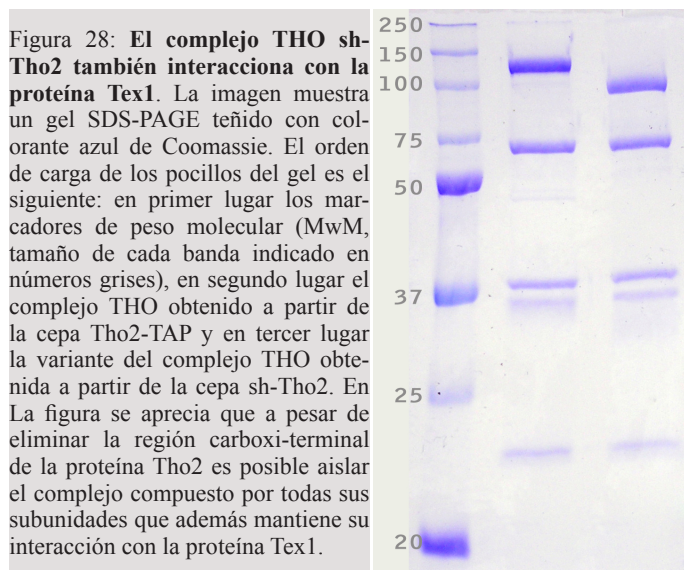 Figura 28: El complejo THO sh-
Tho2 también interacciona con la
proteína Tex1. La imagen muestra
un gel SDS-PAGE teñido con col-
orante azul de Coomassie. El orden
de carga de los pocillos del gel es el
siguiente: en primer lugar los mar-
cadores de peso molecular (MwM,
tamaño de cada banda indicado en
números grises), en segundo lugar el
complejo THO obtenido a partir de
la cepa Tho2-TAP y en tercer lugar
la variante del complejo THO obte-
nida a partir de la cepa sh-Tho2. En
La figura se aprecia que a pesar de
eliminar la región carboxi-terminal
de la proteína Tho2 es posible aislar
el complejo compuesto por todas sus
subunidades que además mantiene su
interacción con la proteína Tex1.
250
150
100
75
50
37
25
20